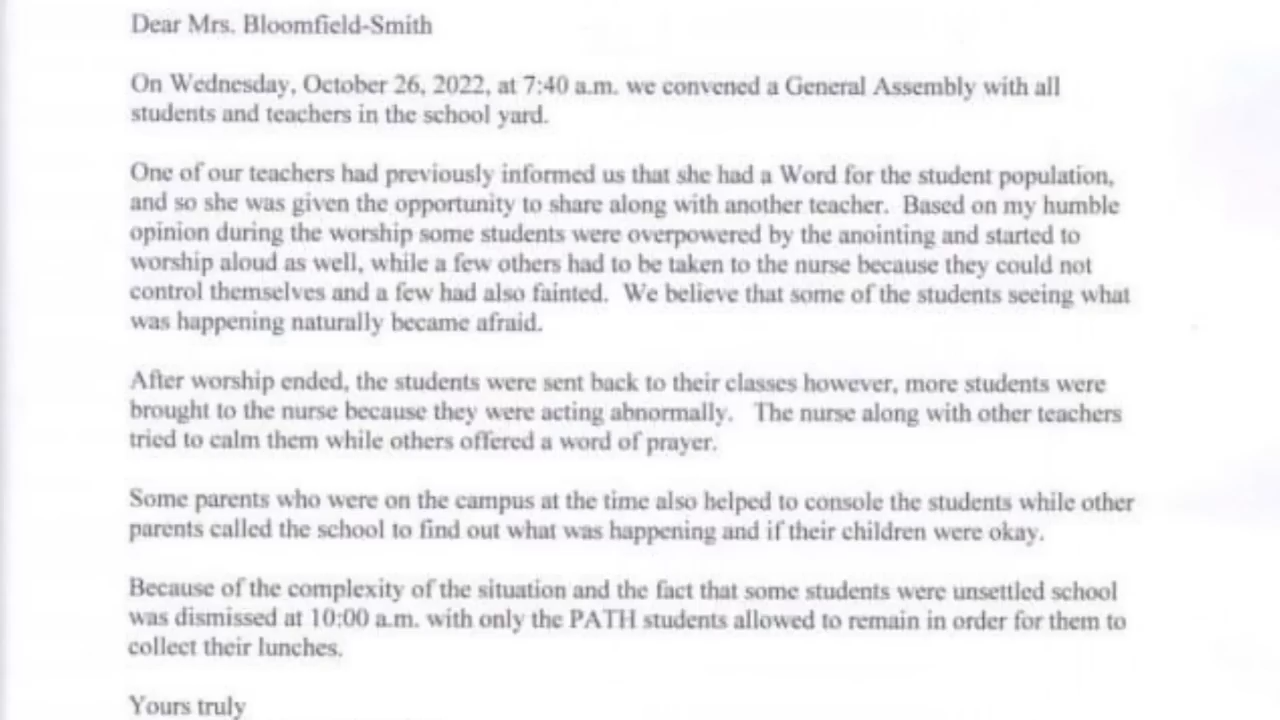 Dear Mrs. Bloomfield-Smith
On Wednesday, October 26, 2022, at 7:40 a.m. we convened a General Assembly with all
students and teachers in the school yard.
One of our teachers had previously informed us that she had a Word for the student population,
and so she was given the opportunity to share along with another teacher.  Based on my humble
opinion during the worship some students were overpowered by the anointing and started to
worship aloud as well, while a few others had to be taken to the nurse because they could not
control themselves and a few had also fainted.  We believe that some of the students seeing what
was happening naturally became afraid.
After worship ended, the students were sent back to their classes however, more students were
brought to the nurse because they were acting abnormally.   The nurse along with other teachers
tried to calm them while others offered a word of prayer.
Some parents who were on the campus at the time also helped to console the students while other
parents called the school to find out what was happening and if their children were okay.
Because of the complexity of the situation and the fact that some students were unsettled school
was dismissed at 10:00 a.m. with only the PATH students allowed to remain in order for them to
collect their lunches.
Yours truly